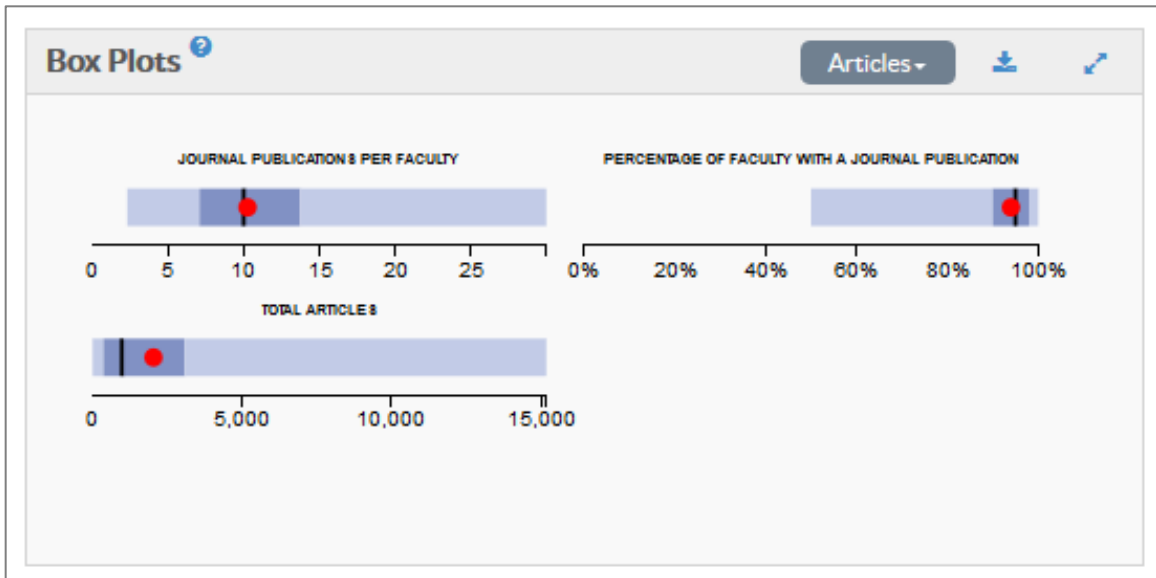 Box Plots ?
Articles
JOURNAL PUBLICATIONS PER FACULTY
0 5 10 15 20 25
PERCENTAGE OF FACULTY WITH A JOURNAL PUBLICATION
0% 20% 40% 60% 80% 100%
TOTAL ARTICLES
0 5,000 10,000 15,000